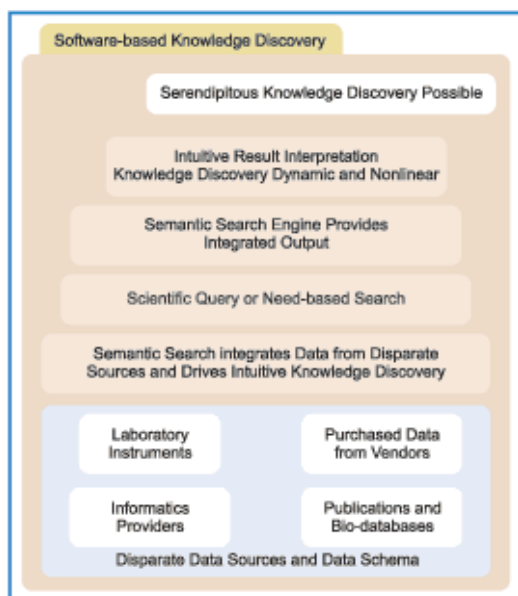 Software-based Knowledge Discovery
Serendipitous Knowledge Discovery Possible
Intuitive Result Interpretation
Knowledge Discovery Dynamic and Nonlinear
Semantic Search Engine Provides
Integrated Output
Scientific Query or Need-based Search
Semantic Search integrates Data from Disparate
Sources and Drives Intuitive Knowledge Discovery
Laboratory
Instruments
Purchased Data
from Vendors
Informatics
Providers
Publications and
Bio-databases
Disparate Data Sources and Data Schema